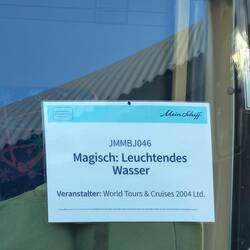 Mein Schiff
JMMBJ046
Magisch: Leuchtendes
Wasser
Veranstalter: World Tours & Cruises 2004 Ltd.